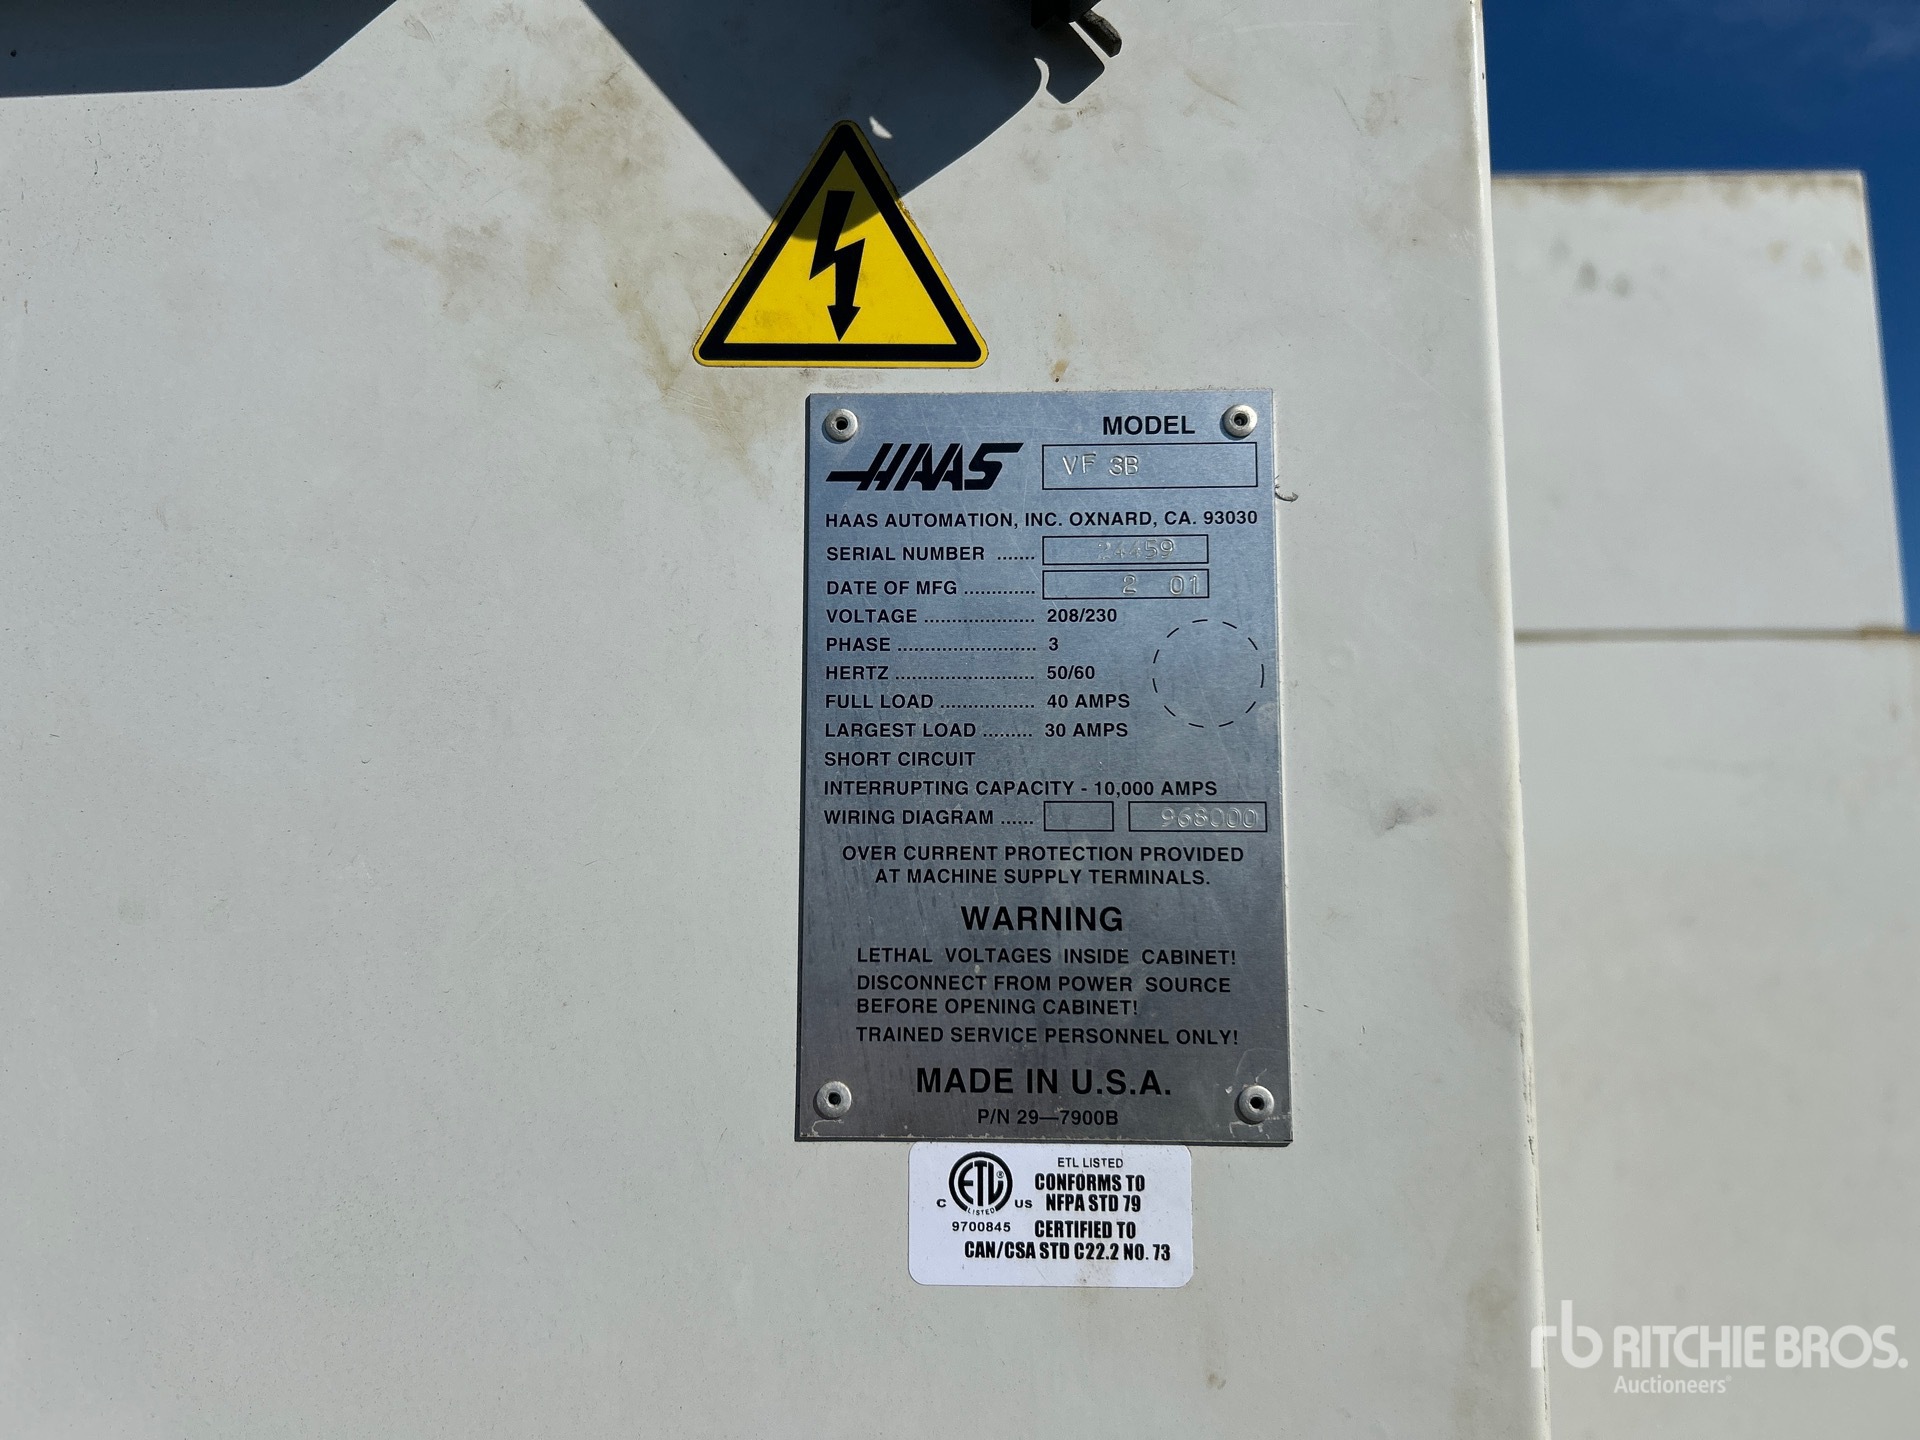 MODEL
HAAS
VF 3B
HAAS AUTOMATION, INC. OXNARD, CA. 93030
SERIAL NUMBER ....... 24459
DATE OF MFG ............. 2 01
VOLTAGE .................... 208/230
PHASE ......................... 3
HERTZ ......................... 50/60
FULL LOAD ................. 40 AMPS
LARGEST LOAD ......... 30 AMPS
SHORT CIRCUIT
INTERRUPTING CAPACITY - 10,000 AMPS
WIRING DIAGRAM ...... 968000
OVER CURRENT PROTECTION PROVIDED
AT MACHINE SUPPLY TERMINALS.
WARNING
LETHAL VOLTAGES INSIDE CABINET!
DISCONNECT FROM POWER SOURCE
BEFORE OPENING CABINET!
TRAINED SERVICE PERSONNEL ONLY!
MADE IN U.S.A.
P/N 29—7900B
ETL LISTED
CONFORMS TO
NFPA STD 79
C ETL® LISTED US
9700845
CERTIFIED TO
CAN/CSA STD C22.2 NO. 73
rb RITCHIE BROS.
Auctioneers®